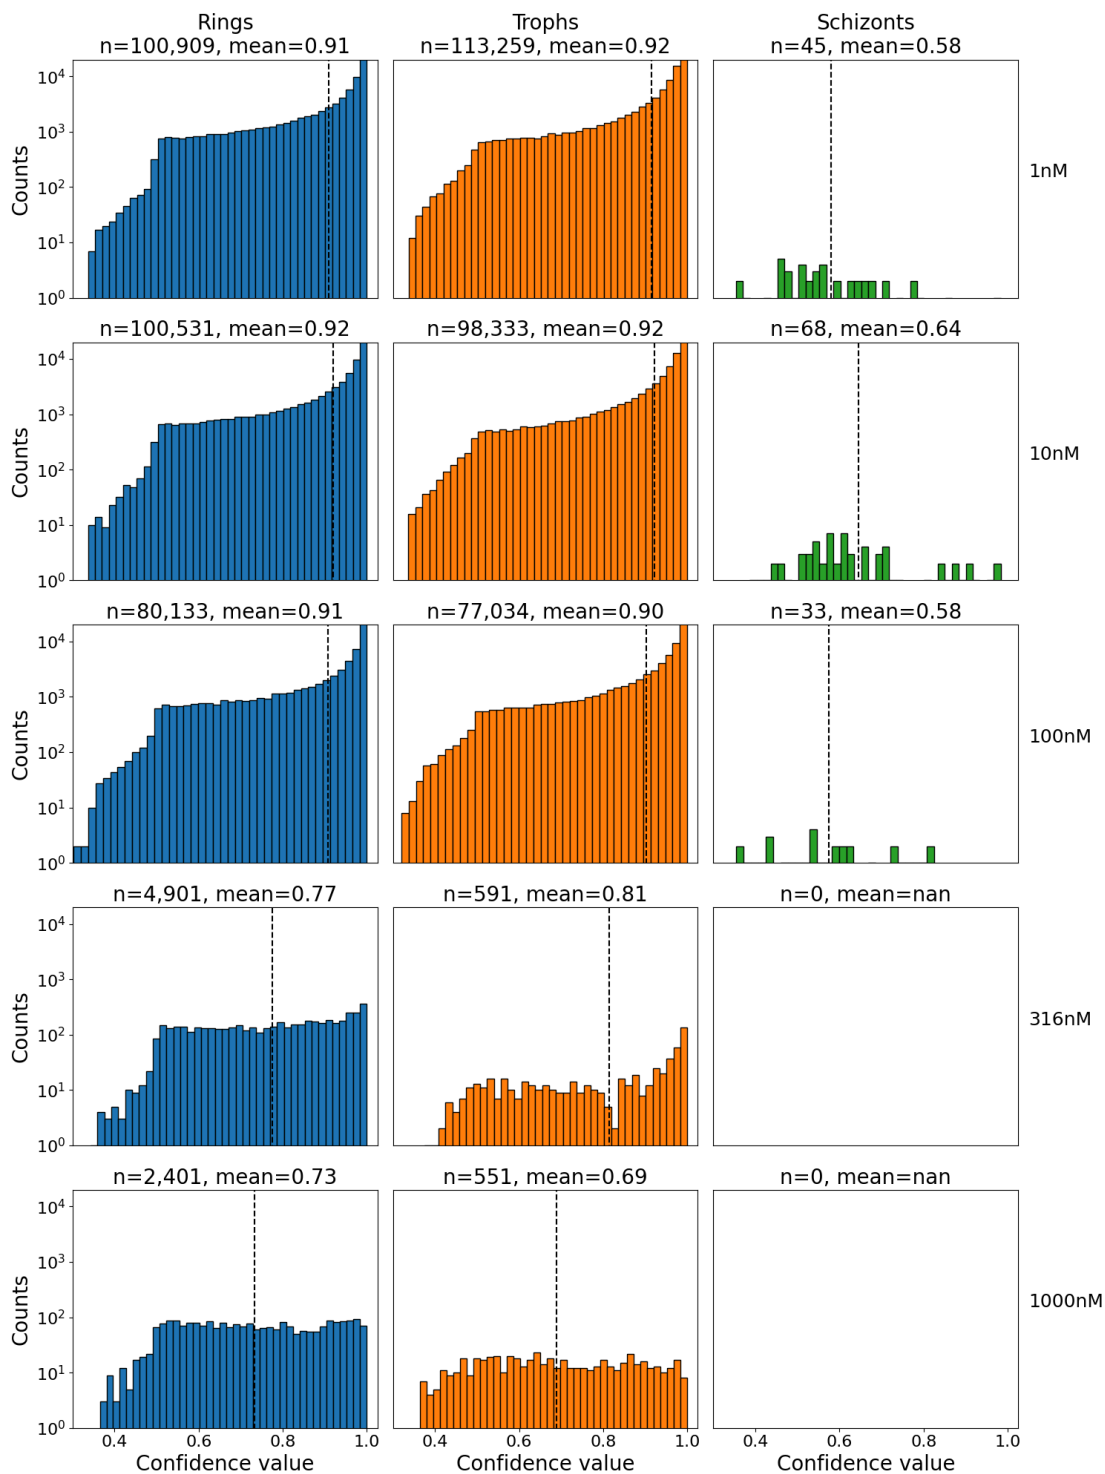 Rings Trophs Schizonts
n=100,909, mean=0.91 n=113,259, mean=0.92 n=45, mean=0.58
10⁴
10³
10²
10¹
10⁰
Counts
1nM
n=100,531, mean=0.92 n=98,333, mean=0.92 n=68, mean=0.64
10⁴
10³
10²
10¹
10⁰
Counts
10nM
n=80,133, mean=0.91 n=77,034, mean=0.90 n=33, mean=0.58
10⁴
10³
10²
10¹
10⁰
Counts
100nM
n=4,901, mean=0.77 n=591, mean=0.81 n=0, mean=nan
10⁴
10³
10²
10¹
10⁰
Counts
316nM
n=2,401, mean=0.73 n=551, mean=0.69 n=0, mean=nan
10⁴
10³
10²
10¹
10⁰
Counts
1000nM
0.4 0.6 0.8 1.0 0.4 0.6 0.8 1.0 0.4 0.6 0.8 1.0
Confidence value Confidence value Confidence value